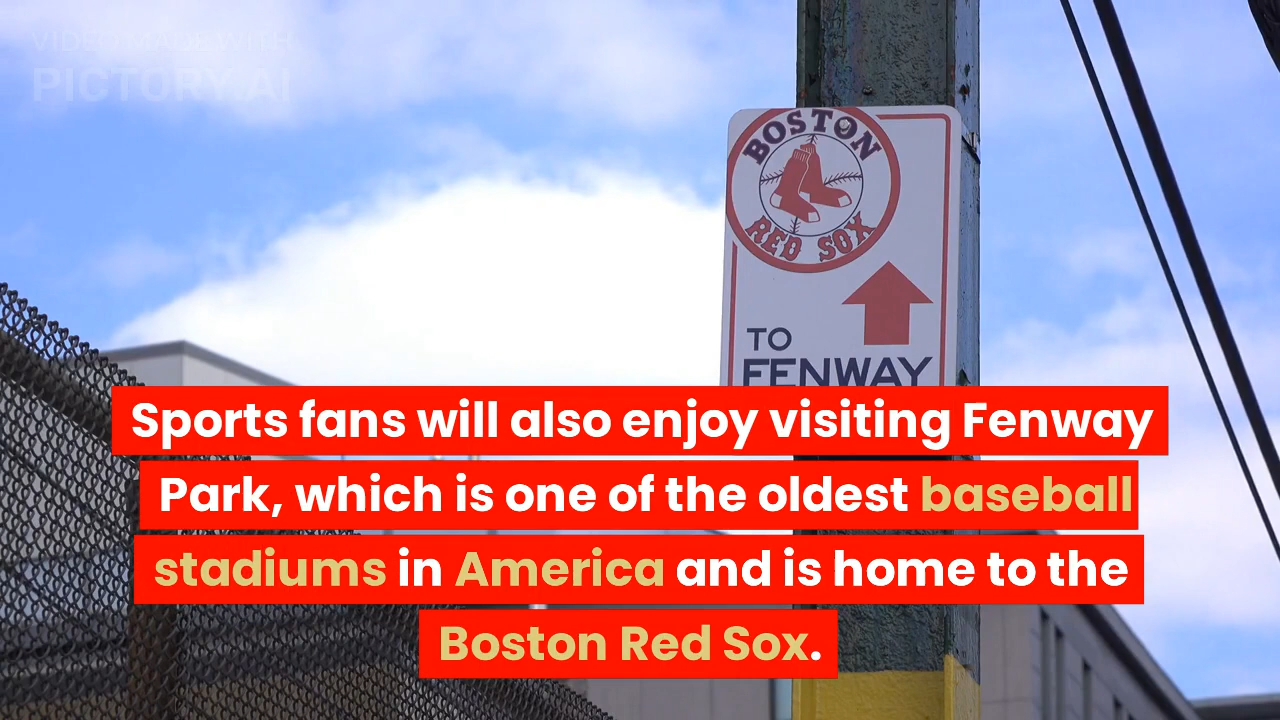 VIDEO MADE WITH
PICTORY.AI
BOSTON
RED SOX
TO
FENWAY
Sports fans will also enjoy visiting Fenway
Park, which is one of the oldest baseball
stadiums in America and is home to the
Boston Red Sox.